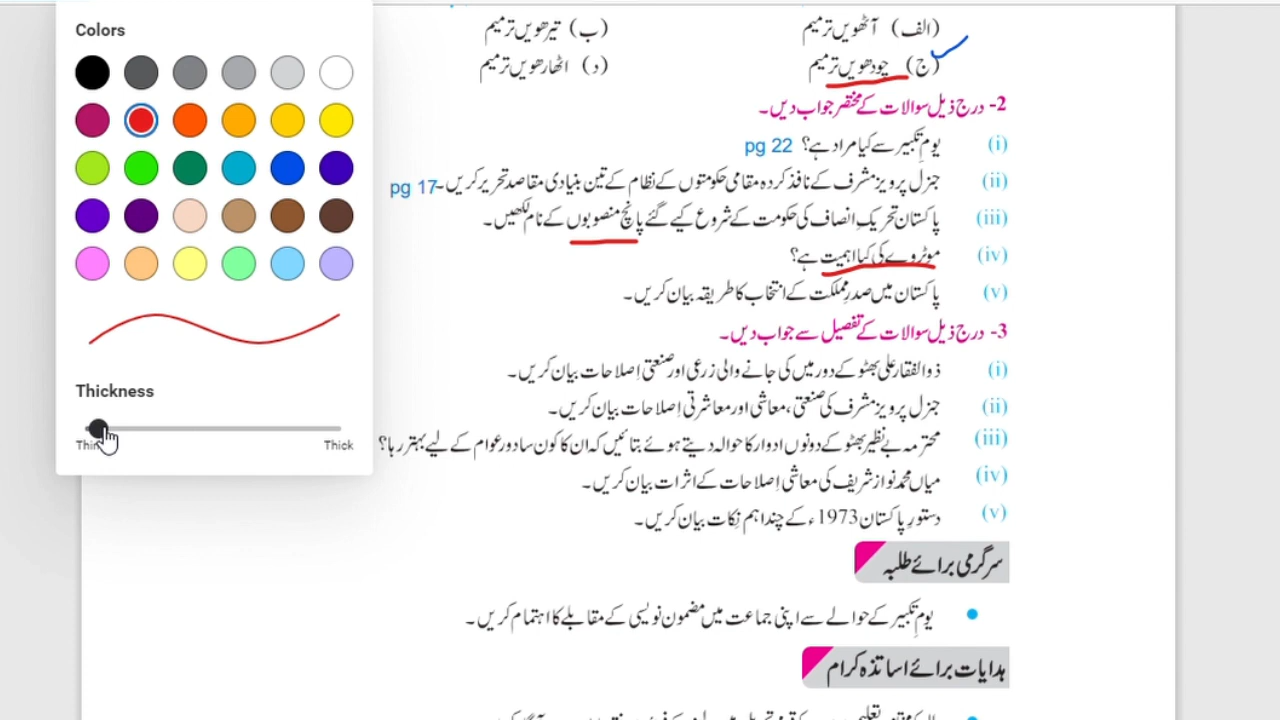 Colors
Thickness
Thin
Thick
(الف) آٹھویں ترمیم (ب) تیرھویں ترمیم
(ج) چودھویں ترمیم (د) اٹھارھویں ترمیم
2- درج ذیل سوالات کے مختصر جواب دیں۔
(i) یومِ تکبیر سے کیا مراد ہے؟ pg 22
(ii) جنرل پرویز مشرف کے نافذ کردہ مقامی حکومتوں کے نظام کے تین بنیادی مقاصد تحریر کریں۔ pg 17
(iii) پاکستان تحریکِ انصاف کی حکومت کے شروع کیے گئے پانچ منصوبوں کے نام لکھیں۔
(iv) موٹروے کی کیا اہمیت ہے؟
(v) پاکستان میں صدرِ مملکت کے انتخاب کا طریقہ بیان کریں۔
3- درج ذیل سوالات کے تفصیل سے جواب دیں۔
(i) ذوالفقار علی بھٹو کے دور میں کی جانے والی زرعی اور صنعتی اِصلاحات بیان کریں۔
(ii) جنرل پرویز مشرف کی صنعتی، معاشی اور معاشرتی اِصلاحات بیان کریں۔
(iii) محترمہ بے نظیر بھٹو کے دونوں ادوار کا حوالہ دیتے ہوئے بتائیں کہ ان کا کون سا دور عوام کے لیے بہتر رہا؟
(iv) میاں محمد نواز شریف کی معاشی اِصلاحات کے اثرات بیان کریں۔
(v) دستورِ پاکستان 1973ء کے چند اہم نِکات بیان کریں۔
سرگرمی برائے طلبہ
● یومِ تکبیر کے حوالے سے اپنی جماعت میں مضمون نویسی کے مقابلے کا اہتمام کریں۔
ہدایات برائے اساتذہ کرام